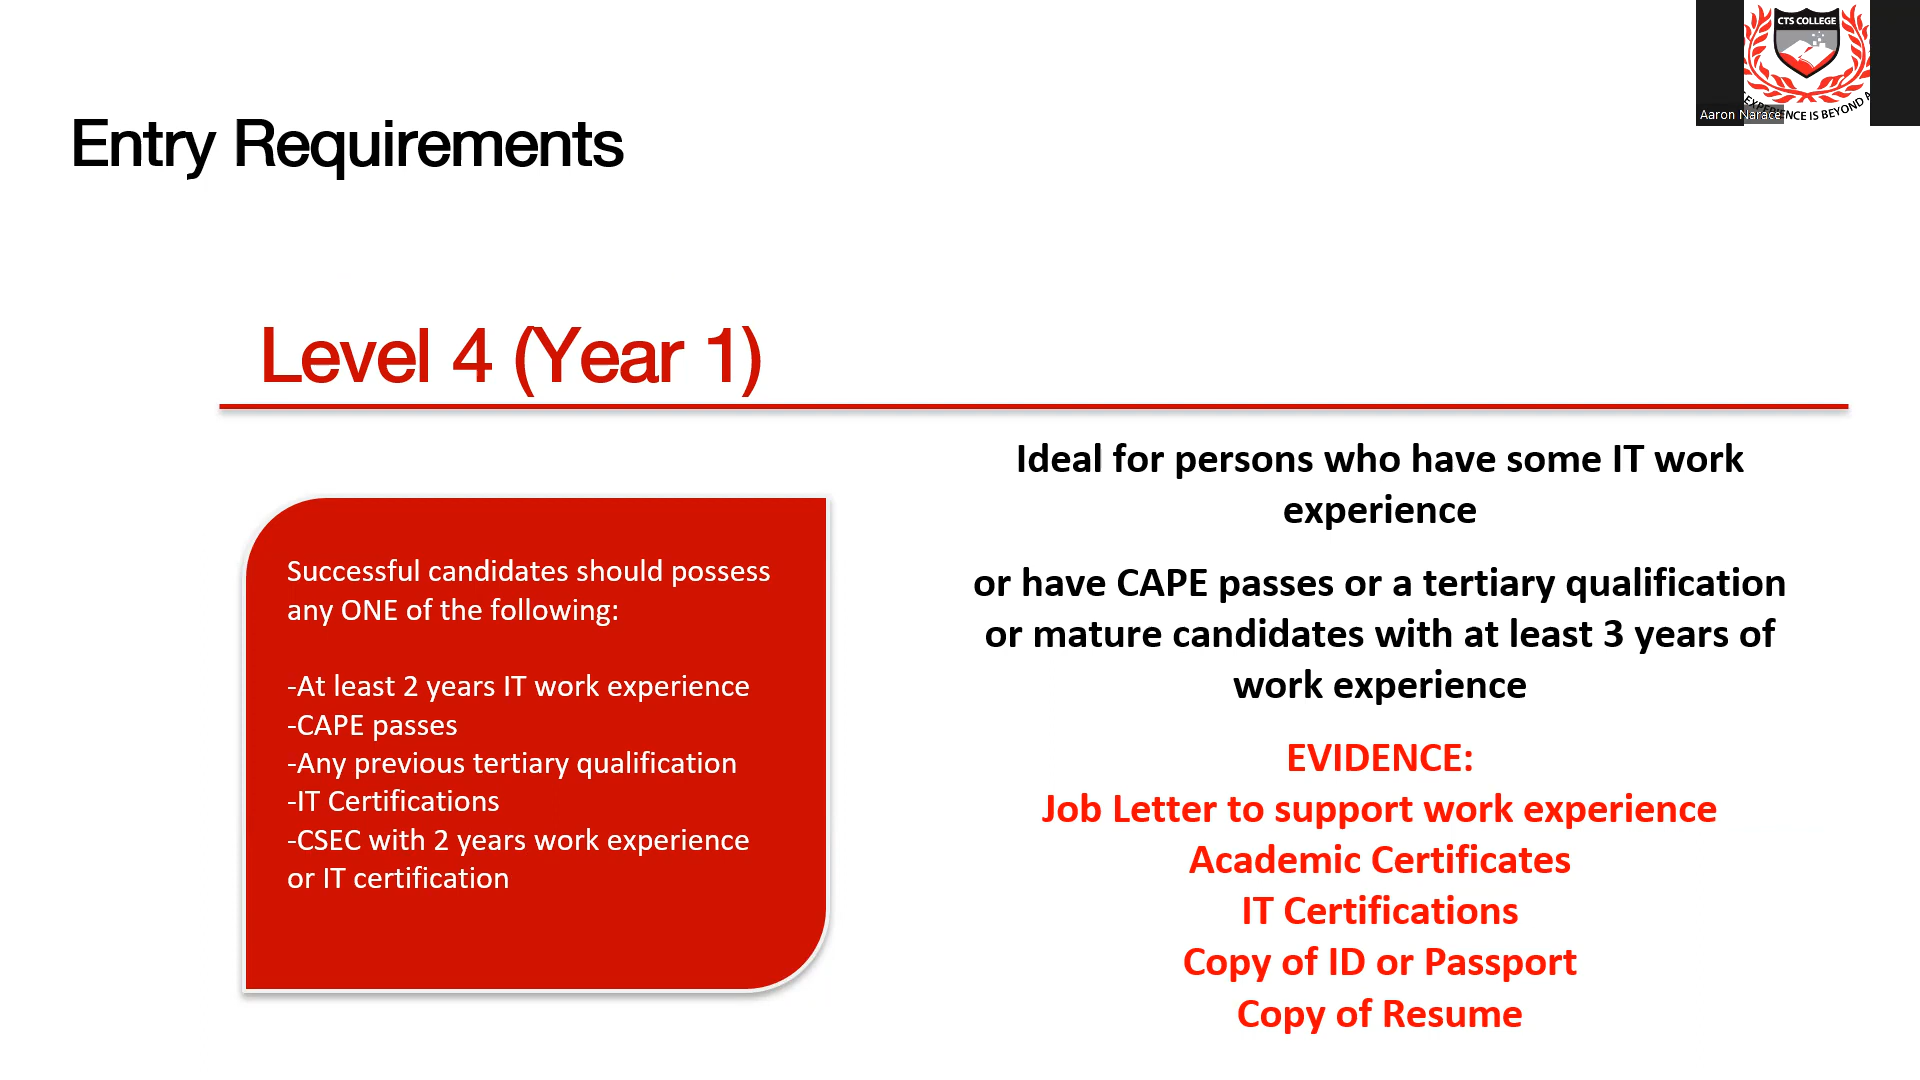 CTS COLLEGE
EXPERIENCE IS BEYOND A
Aaron Narace
Entry Requirements
Level 4 (Year 1)
Successful candidates should possess
any ONE of the following:
-At least 2 years IT work experience
-CAPE passes
-Any previous tertiary qualification
-IT Certifications
-CSEC with 2 years work experience
or IT certification
Ideal for persons who have some IT work
experience
or have CAPE passes or a tertiary qualification
or mature candidates with at least 3 years of
work experience
EVIDENCE:
Job Letter to support work experience
Academic Certificates
IT Certifications
Copy of ID or Passport
Copy of Resume